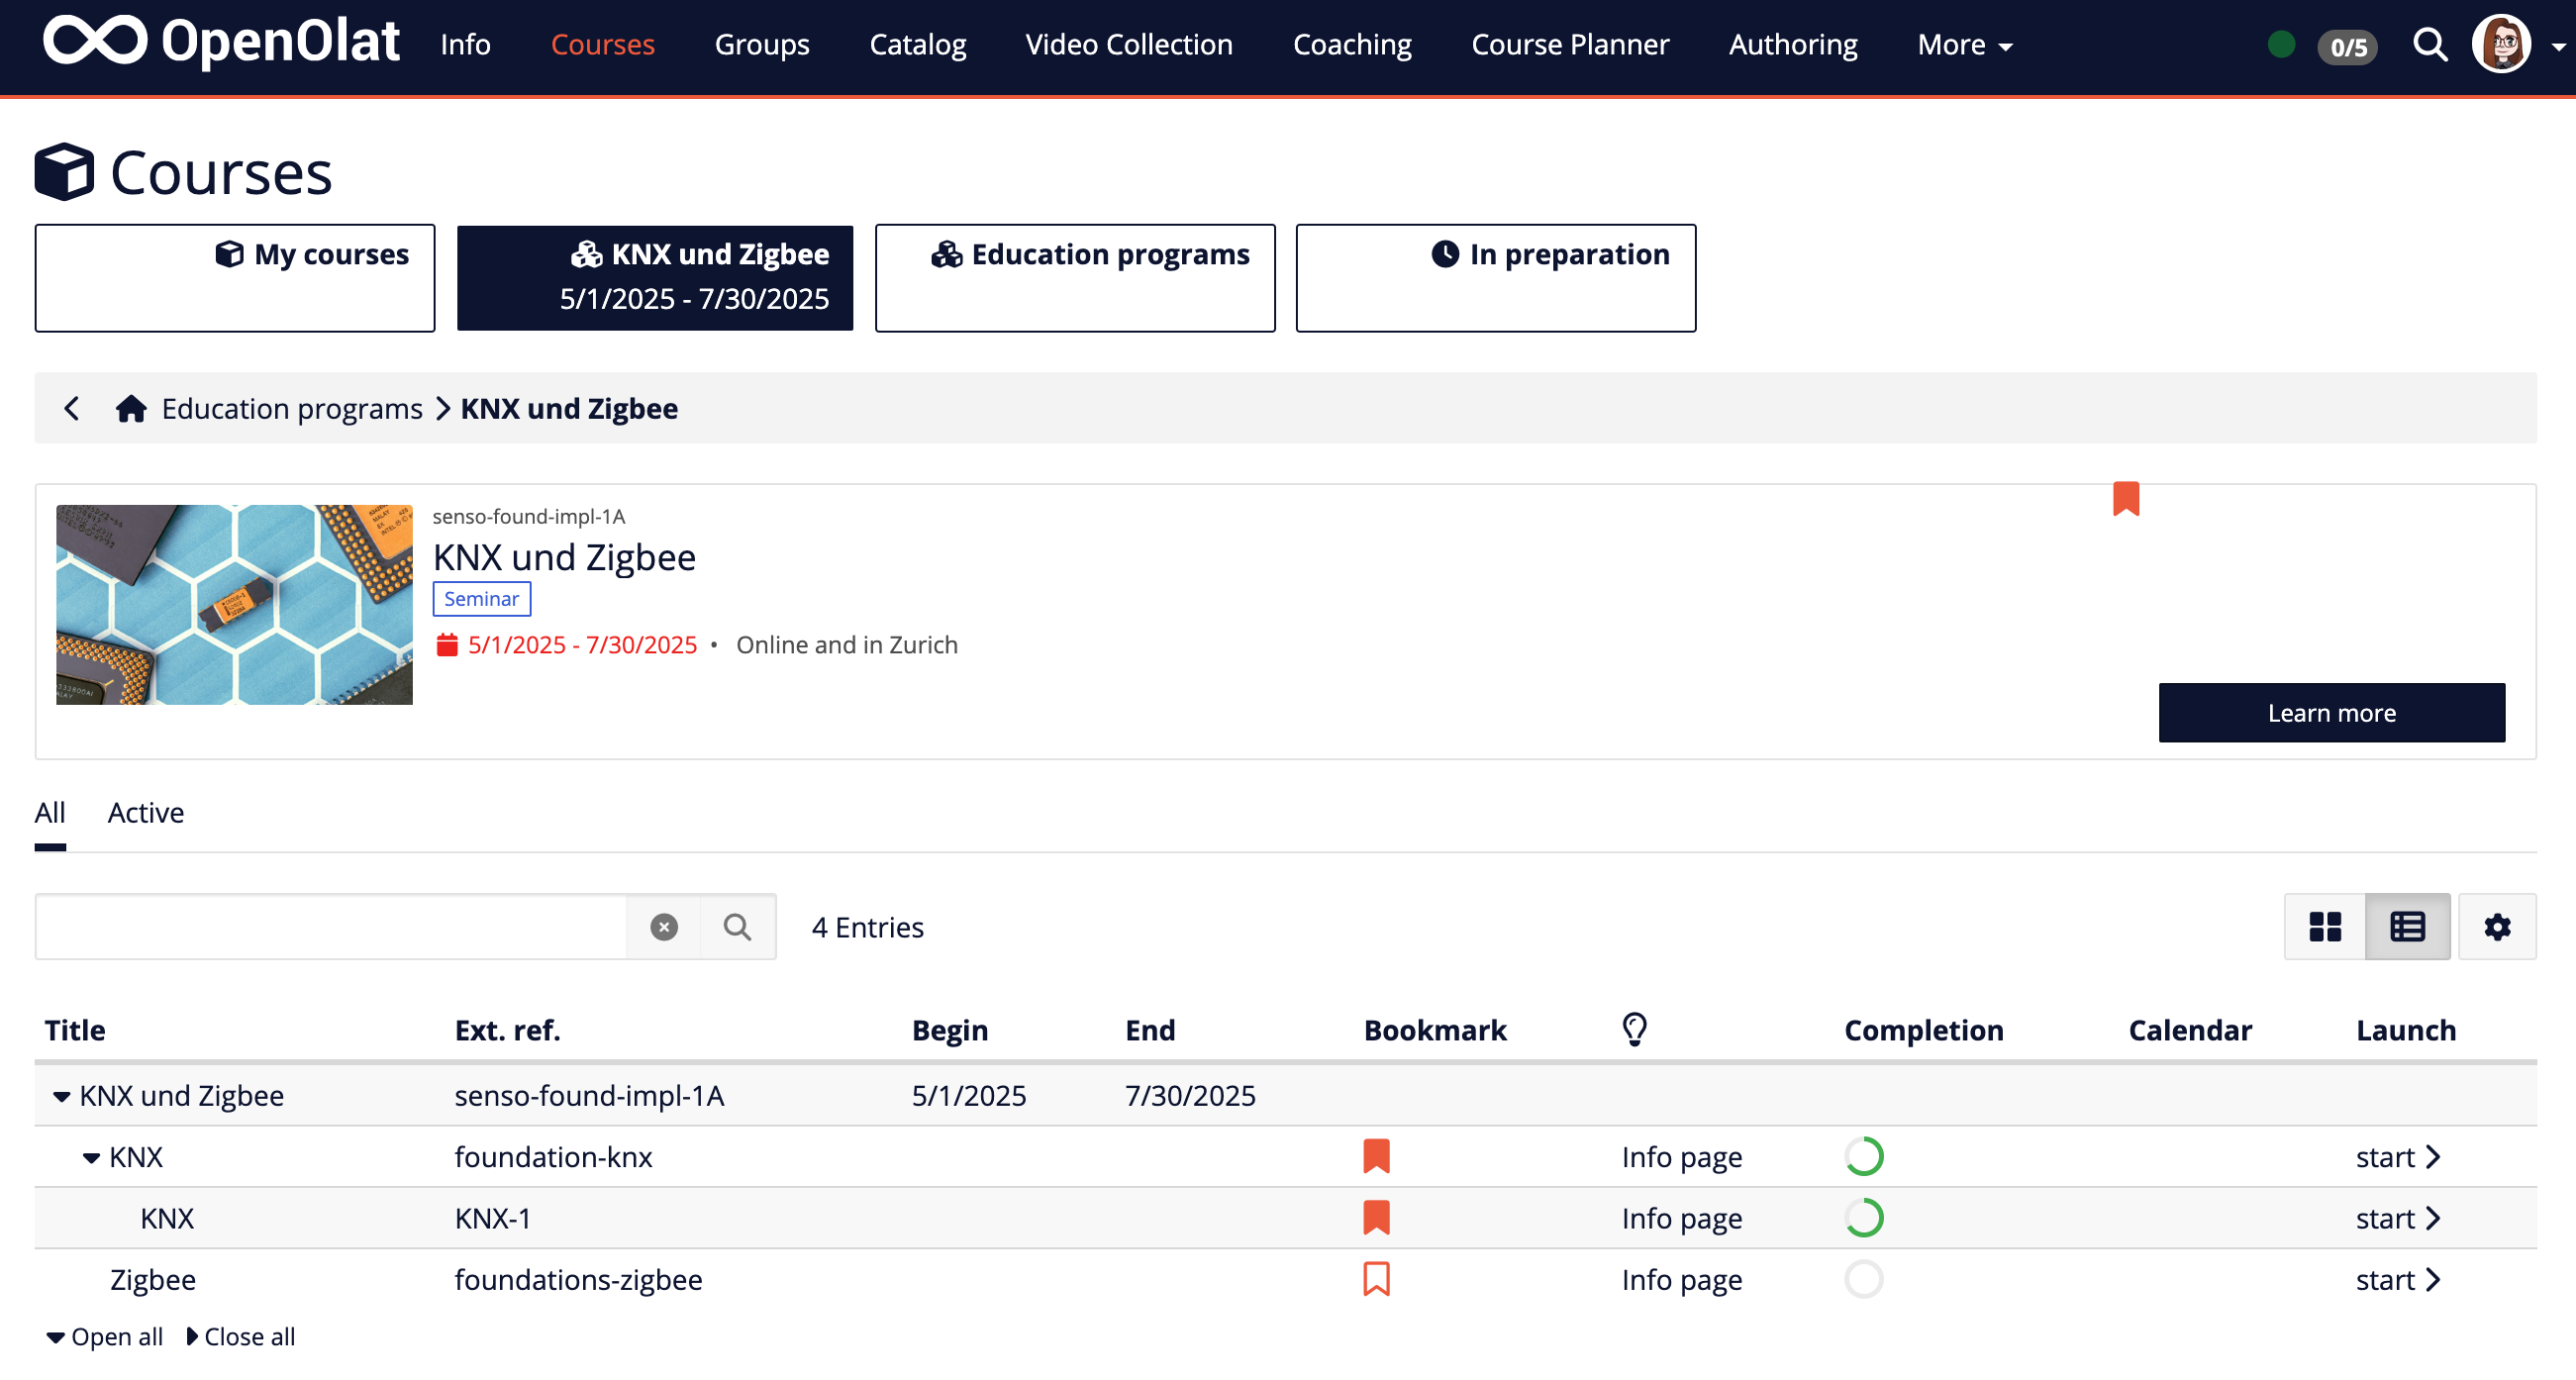 OpenOlat Info Courses Groups Catalog Video Collection Coaching Course Planner Authoring More 0/5
Courses
My courses
KNX und Zigbee
5/1/2025 - 7/30/2025
Education programs
In preparation
Education programs KNX und Zigbee
senso-found-impl-1A
KNX und Zigbee
Seminar
5/1/2025 - 7/30/2025 • Online and in Zurich
Learn more
All Active
4 Entries
Title Ext. ref. Begin End Bookmark Completion Calendar Launch
KNX und Zigbee senso-found-impl-1A 5/1/2025 7/30/2025
KNX foundation-knx Info page start
KNX KNX-1 Info page start
Zigbee foundations-zigbee Info page start
Open all Close all